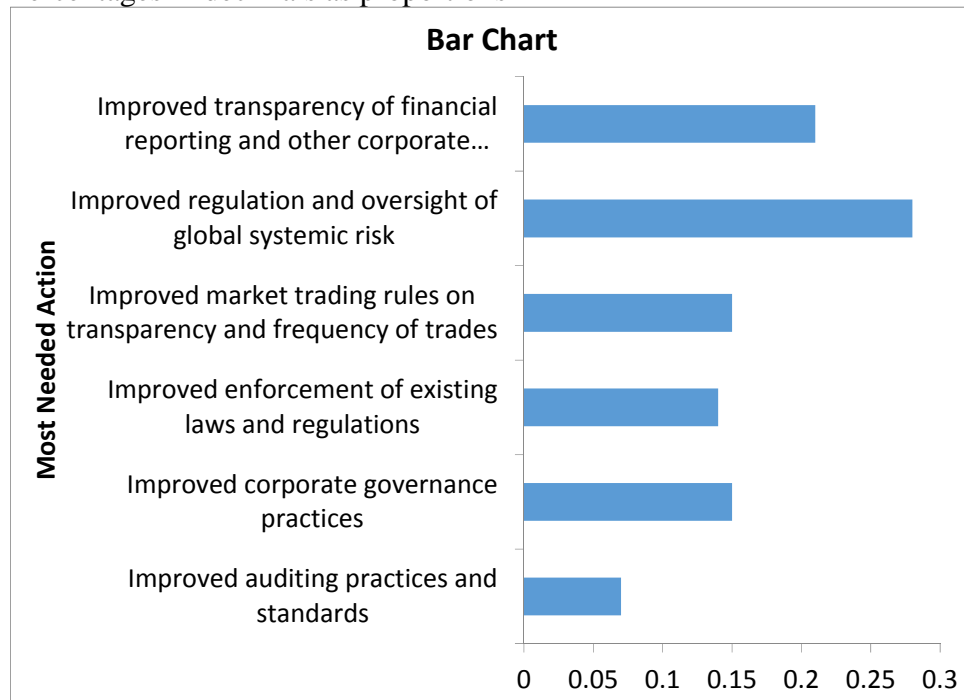 Bar Chart
Improved transparency of financial
reporting and other corporate...
Improved regulation and oversight of
global systemic risk
Improved market trading rules on
transparency and frequency of trades
Improved enforcement of existing
laws and regulations
Improved corporate governance
practices
Improved auditing practices and
standards
Most Needed Action
0 0.05 0.1 0.15 0.2 0.25 0.3